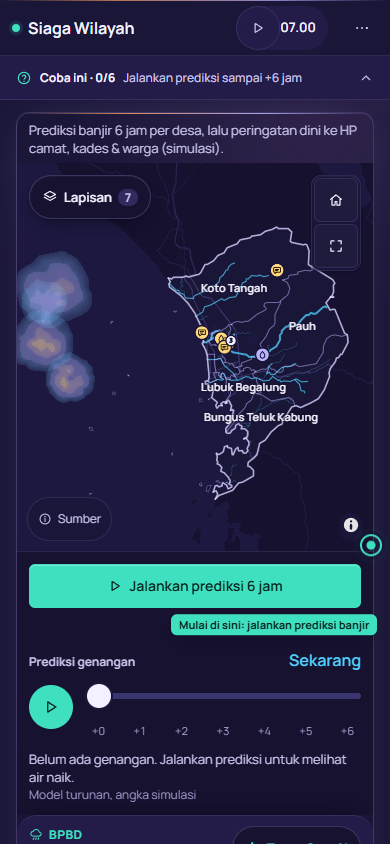 Siaga Wilayah
07.00
Coba ini · 0/6 Jalankan prediksi sampai +6 jam
Prediksi banjir 6 jam per desa, lalu peringatan dini ke HP
camat, kades & warga (simulasi).
Lapisan 7
Koto Tangah
Pauh
3
Lubuk Begalung
Bungus Teluk Kabung
Sumber
Jalankan prediksi 6 jam
Mulai di sini: jalankan prediksi banjir
Prediksi genangan
Sekarang
+0 +1 +2 +3 +4 +5 +6
Belum ada genangan. Jalankan prediksi untuk melihat
air naik.
Model turunan, angka simulasi
BPBD